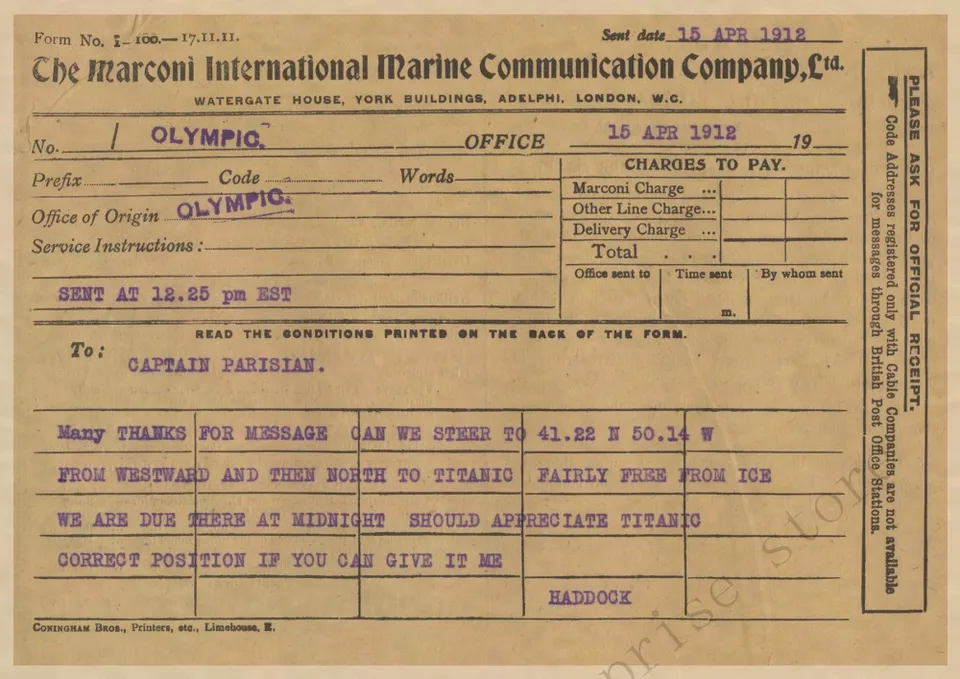 Form No. 1-100.—17.11.11. Sent date 15 APR 1912
The Marconi International Marine Communication Company, Ltd.
WATERGATE HOUSE, YORK BUILDINGS, ADELPHI, LONDON, W.C.
No. / OLYMPIC. OFFICE 15 APR 1912 19
Prefix Code Words
Office of Origin OLYMPIC.
Service Instructions :
SENT AT 12.25 pm EST
CHARGES TO PAY.
Marconi Charge ...
Other Line Charge...
Delivery Charge ...
Total . . .
Office sent to Time sent By whom sent
m.
READ THE CONDITIONS PRINTED ON THE BACK OF THE FORM.
To:
CAPTAIN PARISIAN.
Many THANKS FOR MESSAGE CAN WE STEER TO 41.22 N 50.14 W
FROM WESTWARD AND THEN NORTH TO TITANIC FAIRLY FREE FROM ICE
WE ARE DUE THERE AT MIDNIGHT SHOULD APPRECIATE TITANIC
CORRECT POSITION IF YOU CAN GIVE IT ME
HADDOCK
CONINGHAM BROS., Printers, etc., Limehouse, E.
PLEASE ASK FOR OFFICIAL RECEIPT.
Code Addresses registered only with Cable Companies are not available
for messages through British Post Office Stations.
prise store